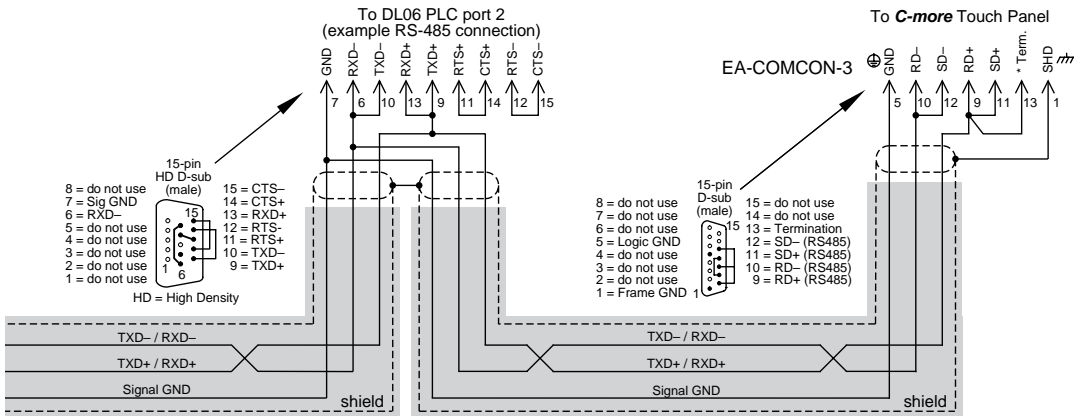 To DL06 PLC port 2
(example RS-485 connection)
GND
RXD–
TXD–
RXD+
TXD+
RTS+
CTS+
RTS–
CTS–
7 6 10 13 9 11 14 12 15
15-pin
HD D-sub
(male)
8 = do not use
7 = Sig GND
6 = RXD–
5 = do not use
4 = do not use
3 = do not use
2 = do not use
1 = do not use
15
1
6
15 = CTS–
14 = CTS+
13 = RXD+
12 = RTS-
11 = RTS+
10 = TXD–
9 = TXD+
HD = High Density
To C-more Touch Panel
EA-COMCON-3
GND
RD–
SD–
RD+
SD+
* Term.
SHD
5 10 12 9 11 13 1
15-pin
D-sub
(male)
8 = do not use
7 = do not use
6 = do not use
5 = Logic GND
4 = do not use
3 = do not use
2 = do not use
1 = Frame GND
15
1
15 = do not use
14 = do not use
13 = Termination
12 = SD– (RS485)
11 = SD+ (RS485)
10 = RD– (RS485)
9 = RD+ (RS485)
TXD– / RXD–
TXD+ / RXD+
Signal GND
shield
TXD– / RXD–
TXD+ / RXD+
Signal GND
shield